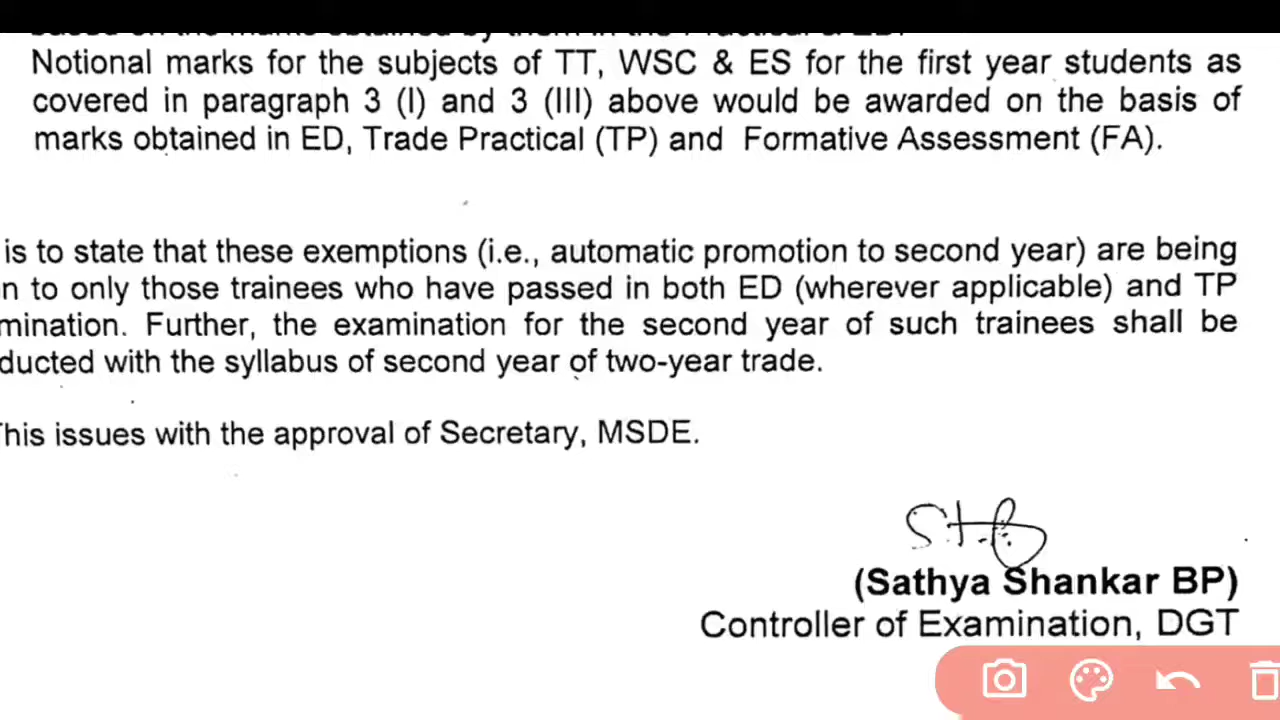 Notional marks for the subjects of TT, WSC & ES for the first year students as
covered in paragraph 3 (I) and 3 (III) above would be awarded on the basis of
marks obtained in ED, Trade Practical (TP) and Formative Assessment (FA).
is to state that these exemptions (i.e., automatic promotion to second year) are being
n to only those trainees who have passed in both ED (wherever applicable) and TP
mination. Further, the examination for the second year of such trainees shall be
ducted with the syllabus of second year of two-year trade.
his issues with the approval of Secretary, MSDE.
(Sathya Shankar BP)
Controller of Examination, DGT